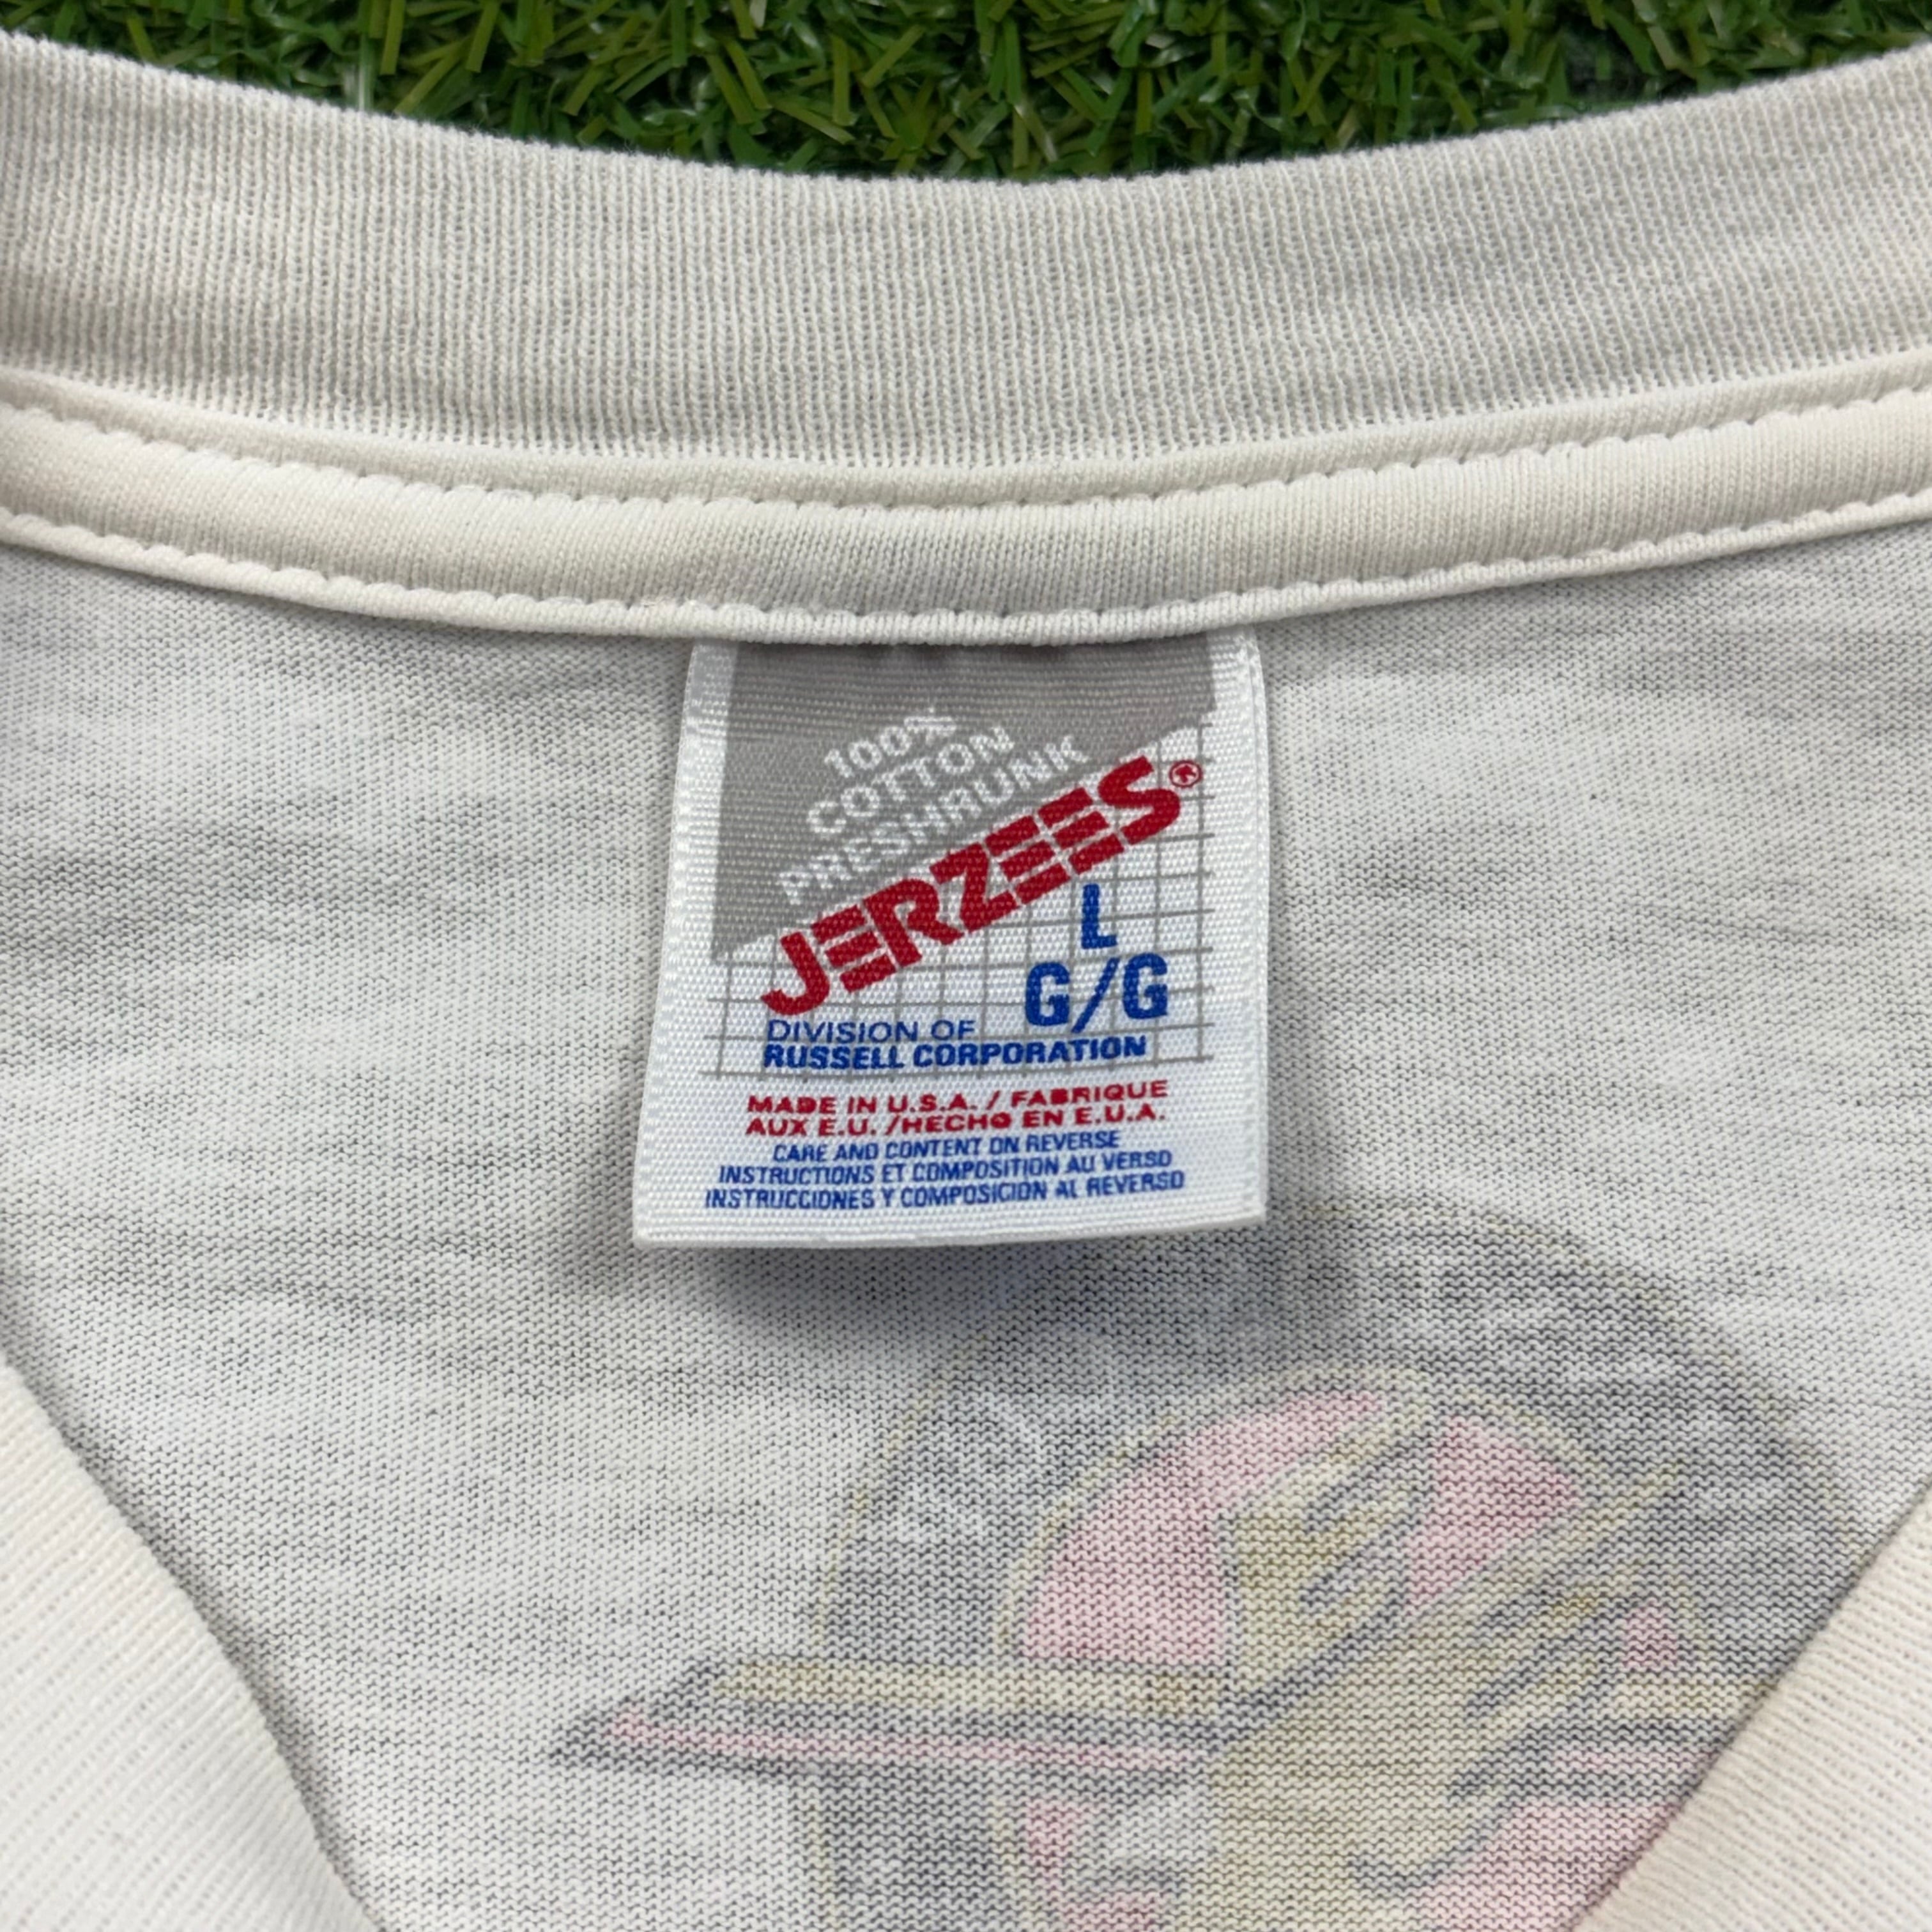 100%
COTTON
PRESHRUNK
JERZEES®
L
G/G
DIVISION OF
RUSSELL CORPORATION
MADE IN U.S.A. / FABRIQUE
AUX E.U. /HECHO EN E.U.A.
CARE AND CONTENT ON REVERSE
INSTRUCTIONS ET COMPOSITION AU VERSO
INSTRUCCIONES Y COMPOSICION AL REVERSO